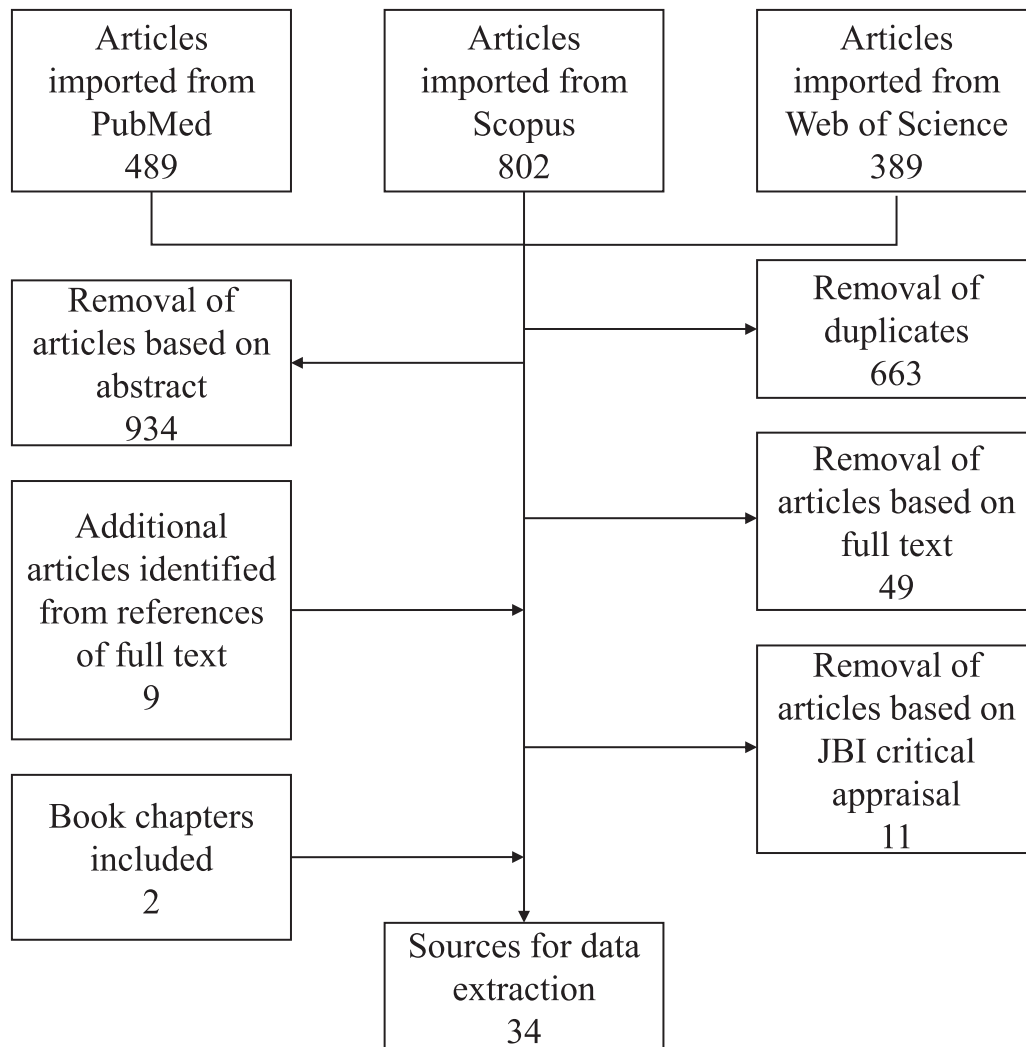 Articles
imported from
PubMed
489
Articles
imported from
Scopus
802
Articles
imported from
Web of Science
389
Removal of
duplicates
663
Removal of
articles based on
abstract
934
Removal of
articles based on
full text
49
Additional
articles identified
from references
of full text
9
Removal of
articles based on
JBI critical
appraisal
11
Book chapters
included
2
Sources for data
extraction
34